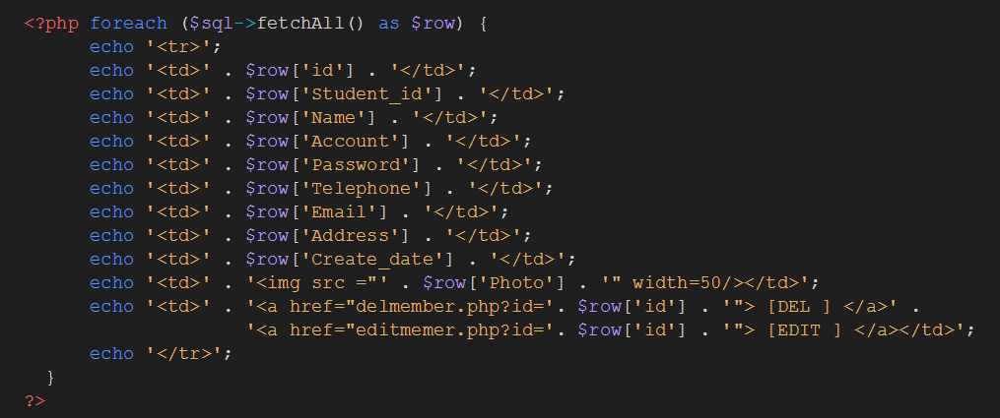 <?php foreach ($sql->fetchAll() as $row) {
echo '<tr>';
echo '<td>' . $row['id'] . '</td>';
echo '<td>' . $row['Student_id'] . '</td>';
echo '<td>' . $row['Name'] . '</td>';
echo '<td>' . $row['Account'] . '</td>';
echo '<td>' . $row['Password'] . '</td>';
echo '<td>' . $row['Telephone'] . '</td>';
echo '<td>' . $row['Email'] . '</td>';
echo '<td>' . $row['Address'] . '</td>';
echo '<td>' . $row['Create_date'] . '</td>';
echo '<td>' . '<img src ="' . $row['Photo'] . '" width=50/></td>';
echo '<td>' . '<a href="delmember.php?id='. $row['id'] . '"> [DEL ] </a>' .
'<a href="editmemer.php?id='. $row['id'] . '"> [EDIT ] </a></td>';
echo '</tr>';
}
?>